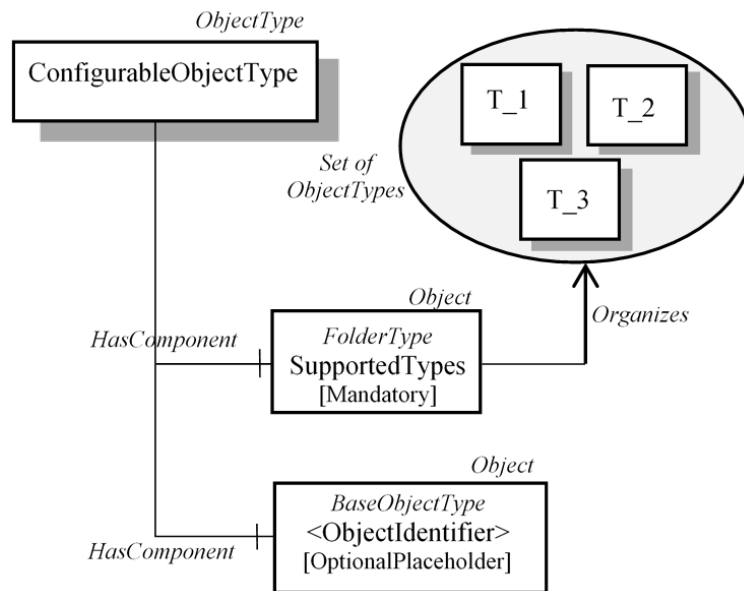 ObjectType
ConfigurableObjectType
T_1
T_2
Set of
ObjectTypes
T_3
Object
HasComponent
FolderType
SupportedTypes
[Mandatory]
Organizes
Object
HasComponent
BaseObjectType
<ObjectIdentifier>
[OptionalPlaceholder]